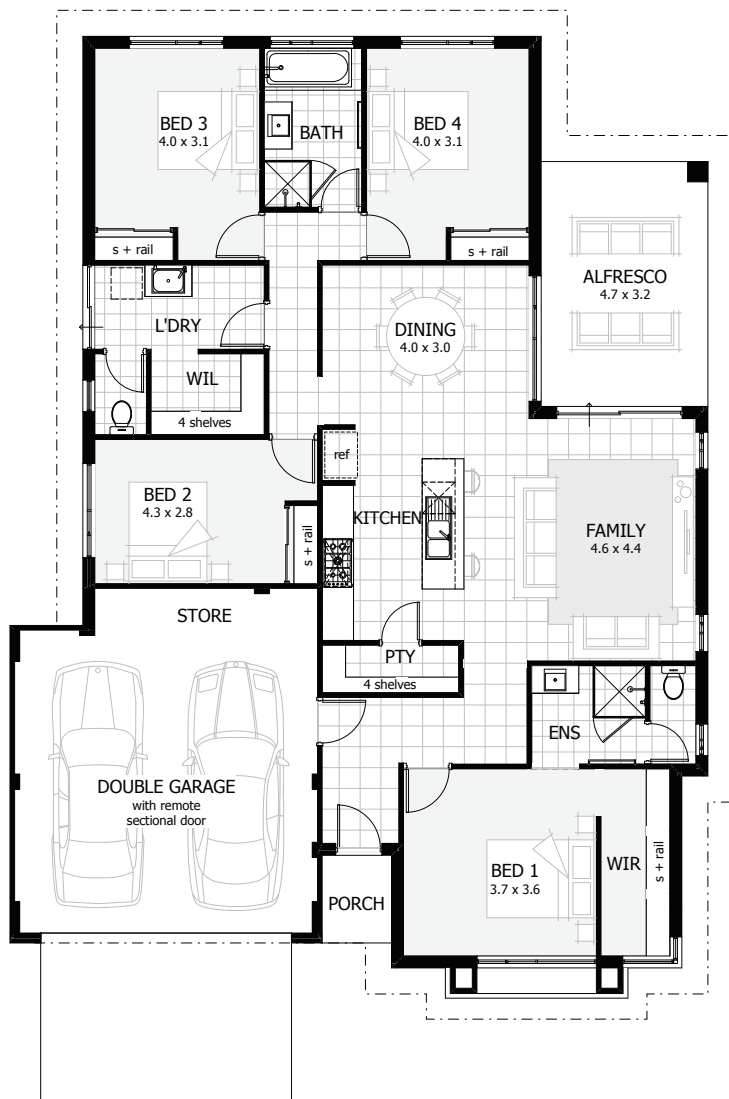 BED 3
4.0 x 3.1
BATH
BED 4
4.0 x 3.1
s + rail
s + rail
ALFRESCO
4.7 x 3.2
L'DRY
DINING
4.0 x 3.0
WIL
4 shelves
ref
BED 2
4.3 x 2.8
s + rail
KITCHEN
FAMILY
4.6 x 4.4
STORE
PTY
4 shelves
ENS
DOUBLE GARAGE
with remote
sectional door
BED 1
3.7 x 3.6
WIR
s + rail
PORCH